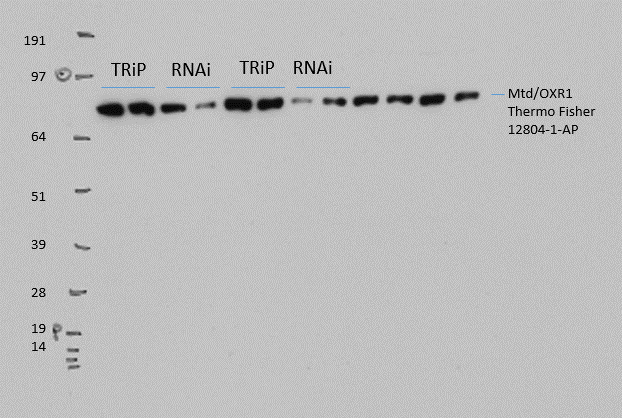 191
97
TRiP RNAi TRiP RNAi
Mtd/OXR1
Thermo Fisher
12804-1-AP
64
51
39
28
19
14